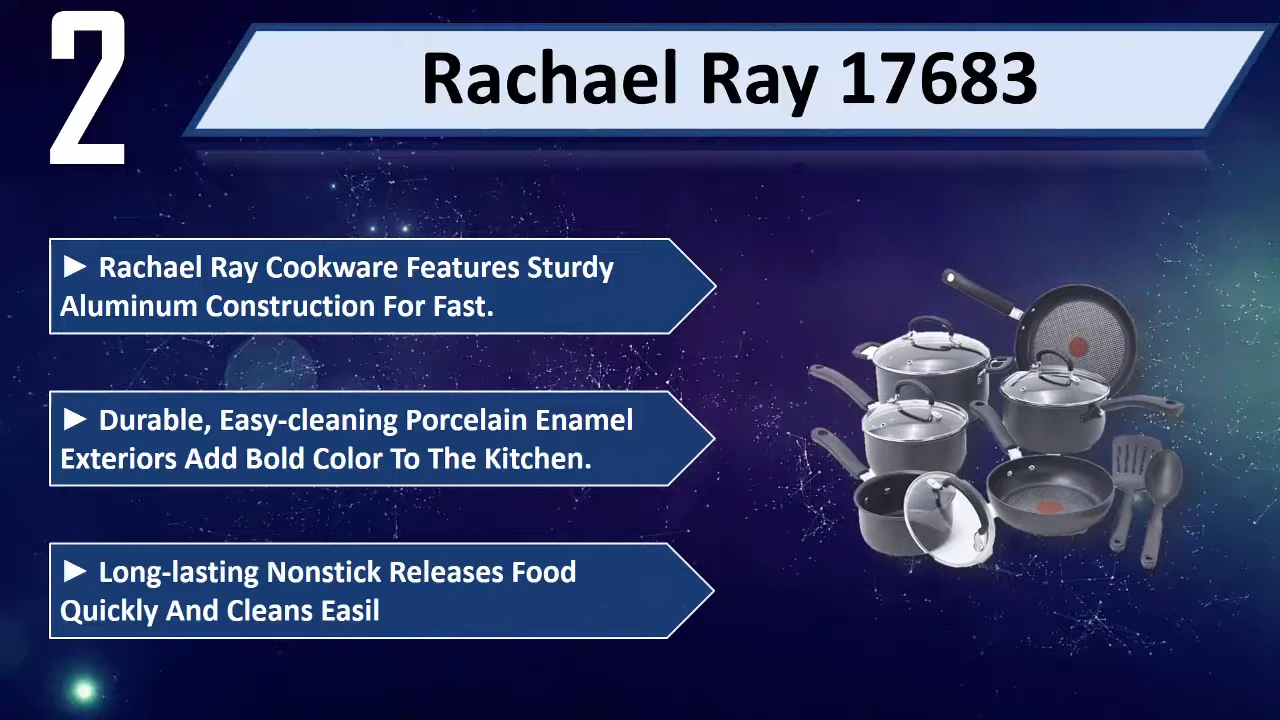 2
Rachael Ray 17683
► Rachael Ray Cookware Features Sturdy
Aluminum Construction For Fast.
► Durable, Easy-cleaning Porcelain Enamel
Exteriors Add Bold Color To The Kitchen.
► Long-lasting Nonstick Releases Food
Quickly And Cleans Easil